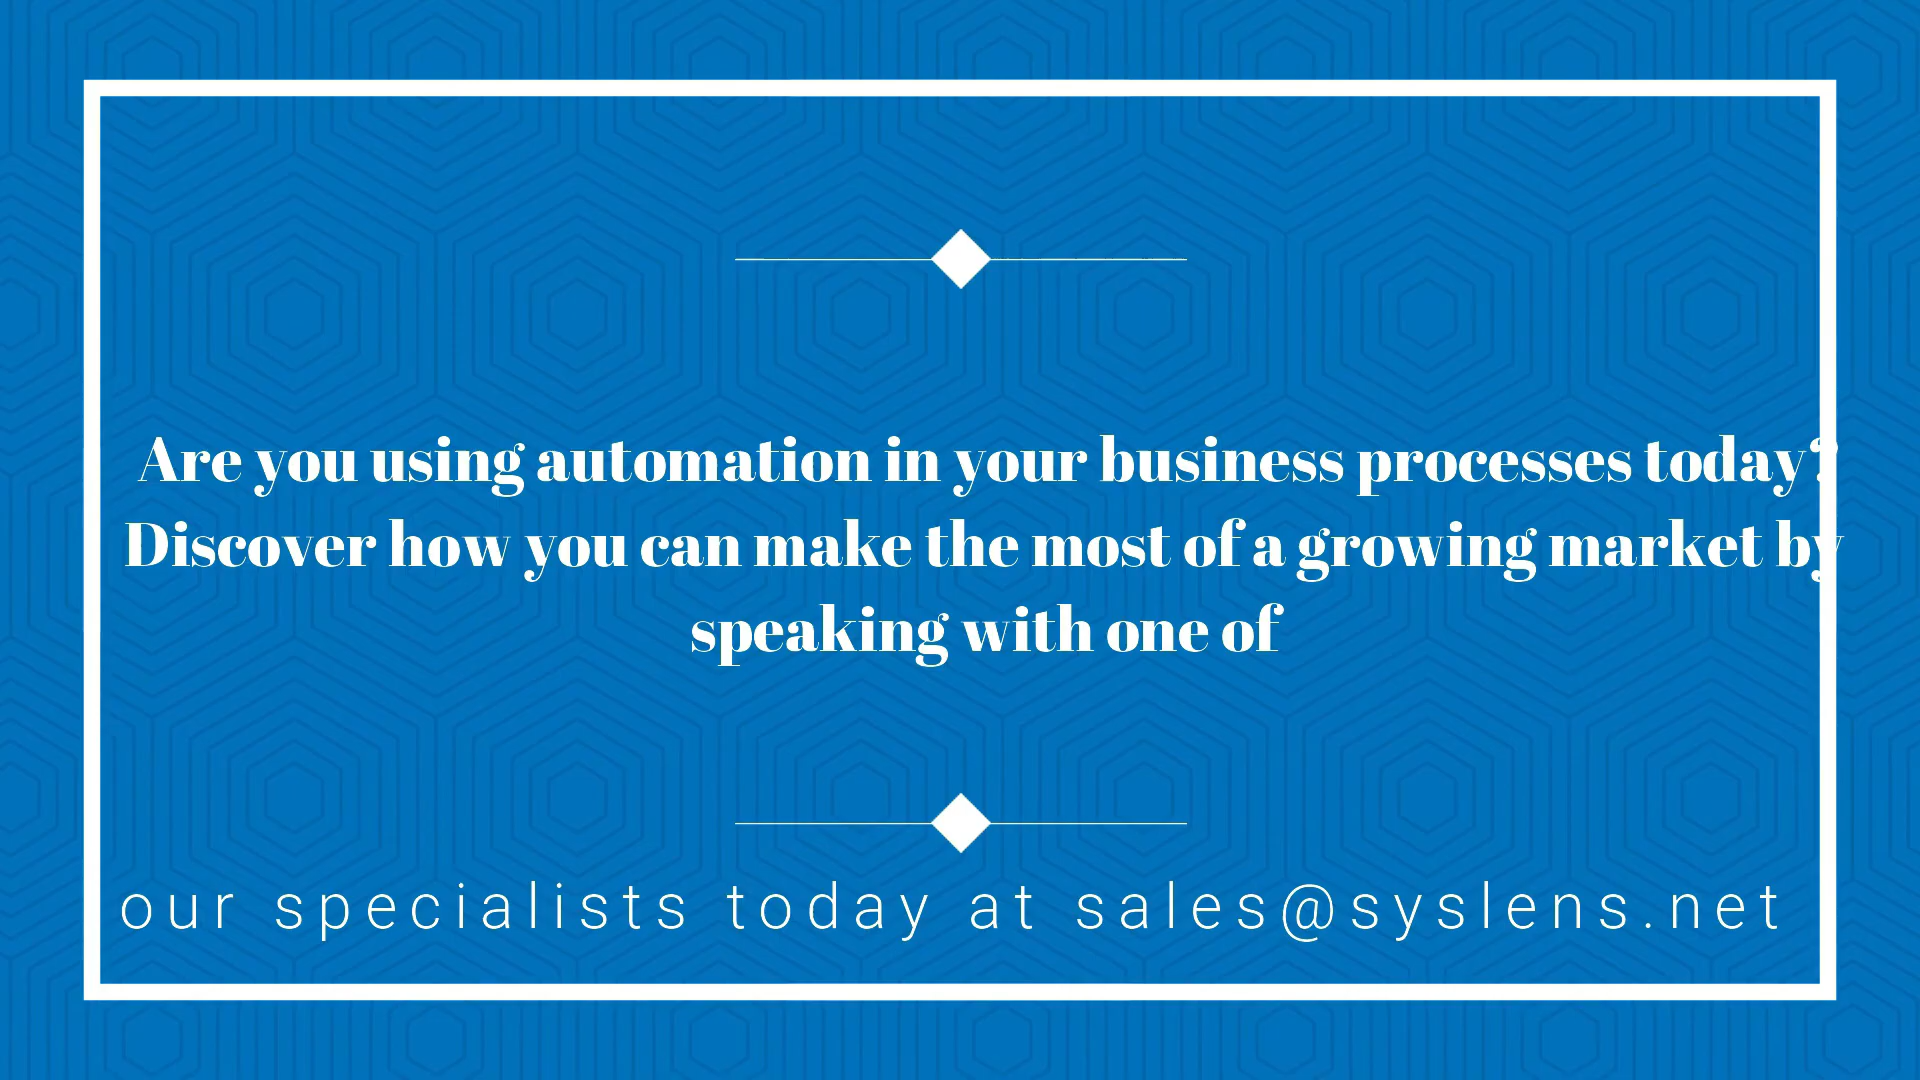 Are you using automation in your business processes today?
Discover how you can make the most of a growing market by
speaking with one of
our specialists today at sales@syslens.net